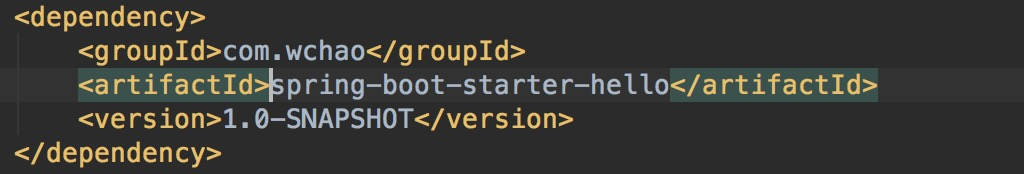 <dependency>
    <groupId>com.wchao</groupId>
    <artifactId>spring-boot-starter-hello</artifactId>
    <version>1.0-SNAPSHOT</version>
</dependency>